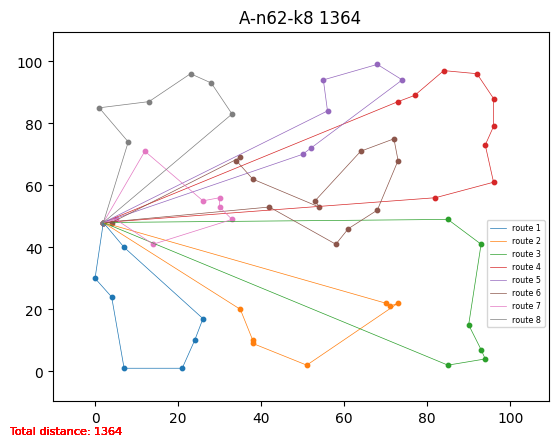 A-n62-k8 1364
100
80
60
40
20
0
0 20 40 60 80 100
route 1
route 2
route 3
route 4
route 5
route 6
route 7
route 8
Total distance: 1364